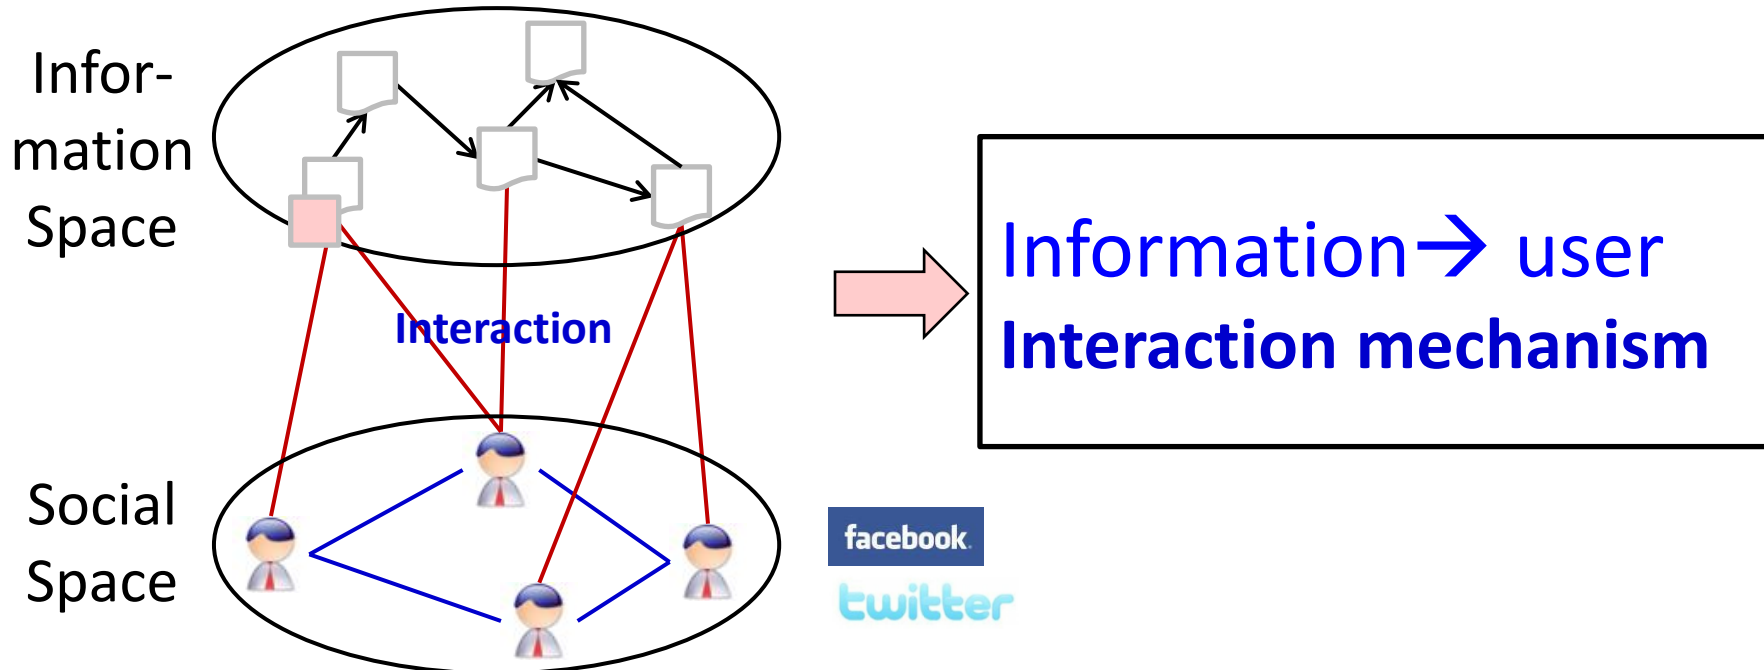 Infor-
mation
Space
Interaction
Social
Space
Information→ user
Interaction mechanism
facebook.
twitter